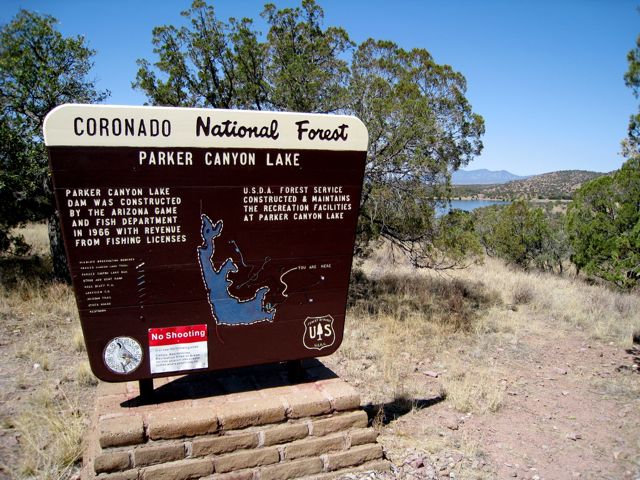 CORONADO National Forest
PARKER CANYON LAKE
PARKER CANYON LAKE
DAM WAS CONSTRUCTED
BY THE ARIZONA GAME
AND FISH DEPARTMENT
IN 1966 WITH REVENUE
FROM FISHING LICENSES
U.S.D.A. FOREST SERVICE
CONSTRUCTED & MAINTAINS
THE RECREATION FACILITIES
AT PARKER CANYON LAKE
YOU ARE HERE
No Shooting
UAS